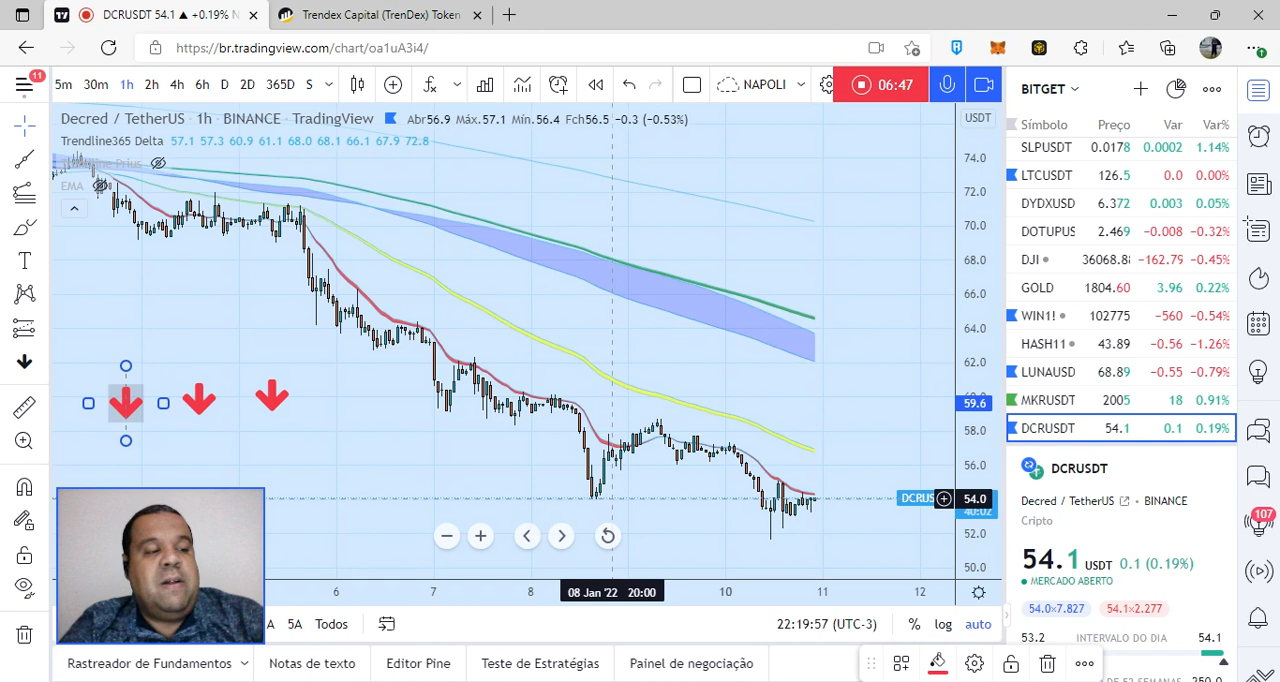 DCRUSDT 54.1 ▲ +0.19% N
Trendex Capital (TrenDex) Token
https://br.tradingview.com/chart/oa1uA3i4/
11
5m 30m 1h 2h 4h 6h D 2D 365D S
NAPOLI
06:47
BITGET
Decred / TetherUS · 1h · BINANCE · TradingView Abr56.9 Máx57.1 Mín56.4 Fch56.5 -0.3 (-0.53%)
USDT
Trendline365 Delta 57.1 57.3 60.9 61.1 68.0 68.1 66.1 67.9 72.8
EMA
74.0
72.0
70.0
68.0
66.0
64.0
62.0
59.6
58.0
56.0
DCRUS 54.0
40:02
52.0
50.0
6 7 8 08 Jan '22 20:00 10 11 12
A 5A Todos
22:19:57 (UTC-3) % log auto
Rastreador de Fundamentos Notas de texto Editor Pine Teste de Estratégias Painel de negociação
Símbolo Preço Var Var%
SLPUSDT 0.0178 0.0002 1.14%
LTCUSDT 126.5 0.0 0.00%
DYDXUSD 6.372 0.003 0.05%
DOTUPUS 2.469 -0.008 -0.32%
DJI 36068.8 -162.79 -0.45%
GOLD 1804.60 3.96 0.22%
WIN1! 102775 -560 -0.54%
HASH11 43.89 -0.56 -1.26%
LUNAUSD 68.89 -0.55 -0.79%
MKRUSDT 2005 18 0.91%
DCRUSDT 54.1 0.1 0.19%
DCRUSDT
Decred / TetherUS BINANCE
Cripto
54.1 USDT 0.1 (0.19%)
MERCADO ABERTO
54.0×7.827 54.1×2.277
53.2 INTERVALO DO DIA 54.1
107